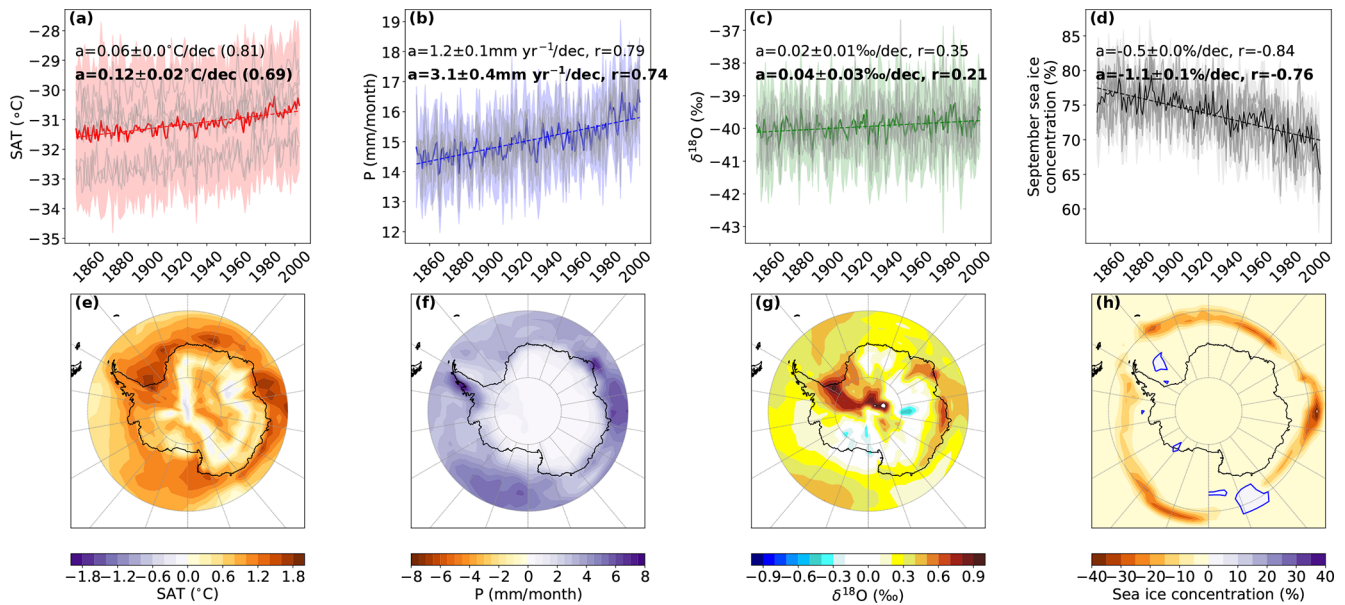 (a)
a=0.06±0.0°C/dec (0.81)
a=0.12±0.02°C/dec (0.69)
SAT (°C)
−28
−29
−30
−31
−32
−33
−34
−35
1860
1880
1900
1920
1940
1960
1980
2000
(b)
a=1.2±0.1mm yr⁻¹/dec, r=0.79
a=3.1±0.4mm yr⁻¹/dec, r=0.74
P (mm/month)
19
18
17
16
15
14
13
12
1860
1880
1900
1920
1940
1960
1980
2000
(c)
a=0.02±0.01‰/dec, r=0.35
a=0.04±0.03‰/dec, r=0.21
δ¹⁸O (‰)
−37
−38
−39
−40
−41
−42
−43
1860
1880
1900
1920
1940
1960
1980
2000
(d)
a=-0.5±0.0%/dec, r=-0.84
a=-1.1±0.1%/dec, r=-0.76
September sea ice
concentration (%)
85
80
75
70
65
60
1860
1880
1900
1920
1940
1960
1980
2000
(e)
−1.8−1.2−0.6 0.0 0.6 1.2 1.8
SAT (°C)
(f)
−8 −6 −4 −2 0 2 4 6 8
P (mm/month)
(g)
−0.9−0.6−0.3 0.0 0.3 0.6 0.9
δ¹⁸O (‰)
(h)
−40−30−20−10 0 10 20 30 40
Sea ice concentration (%)